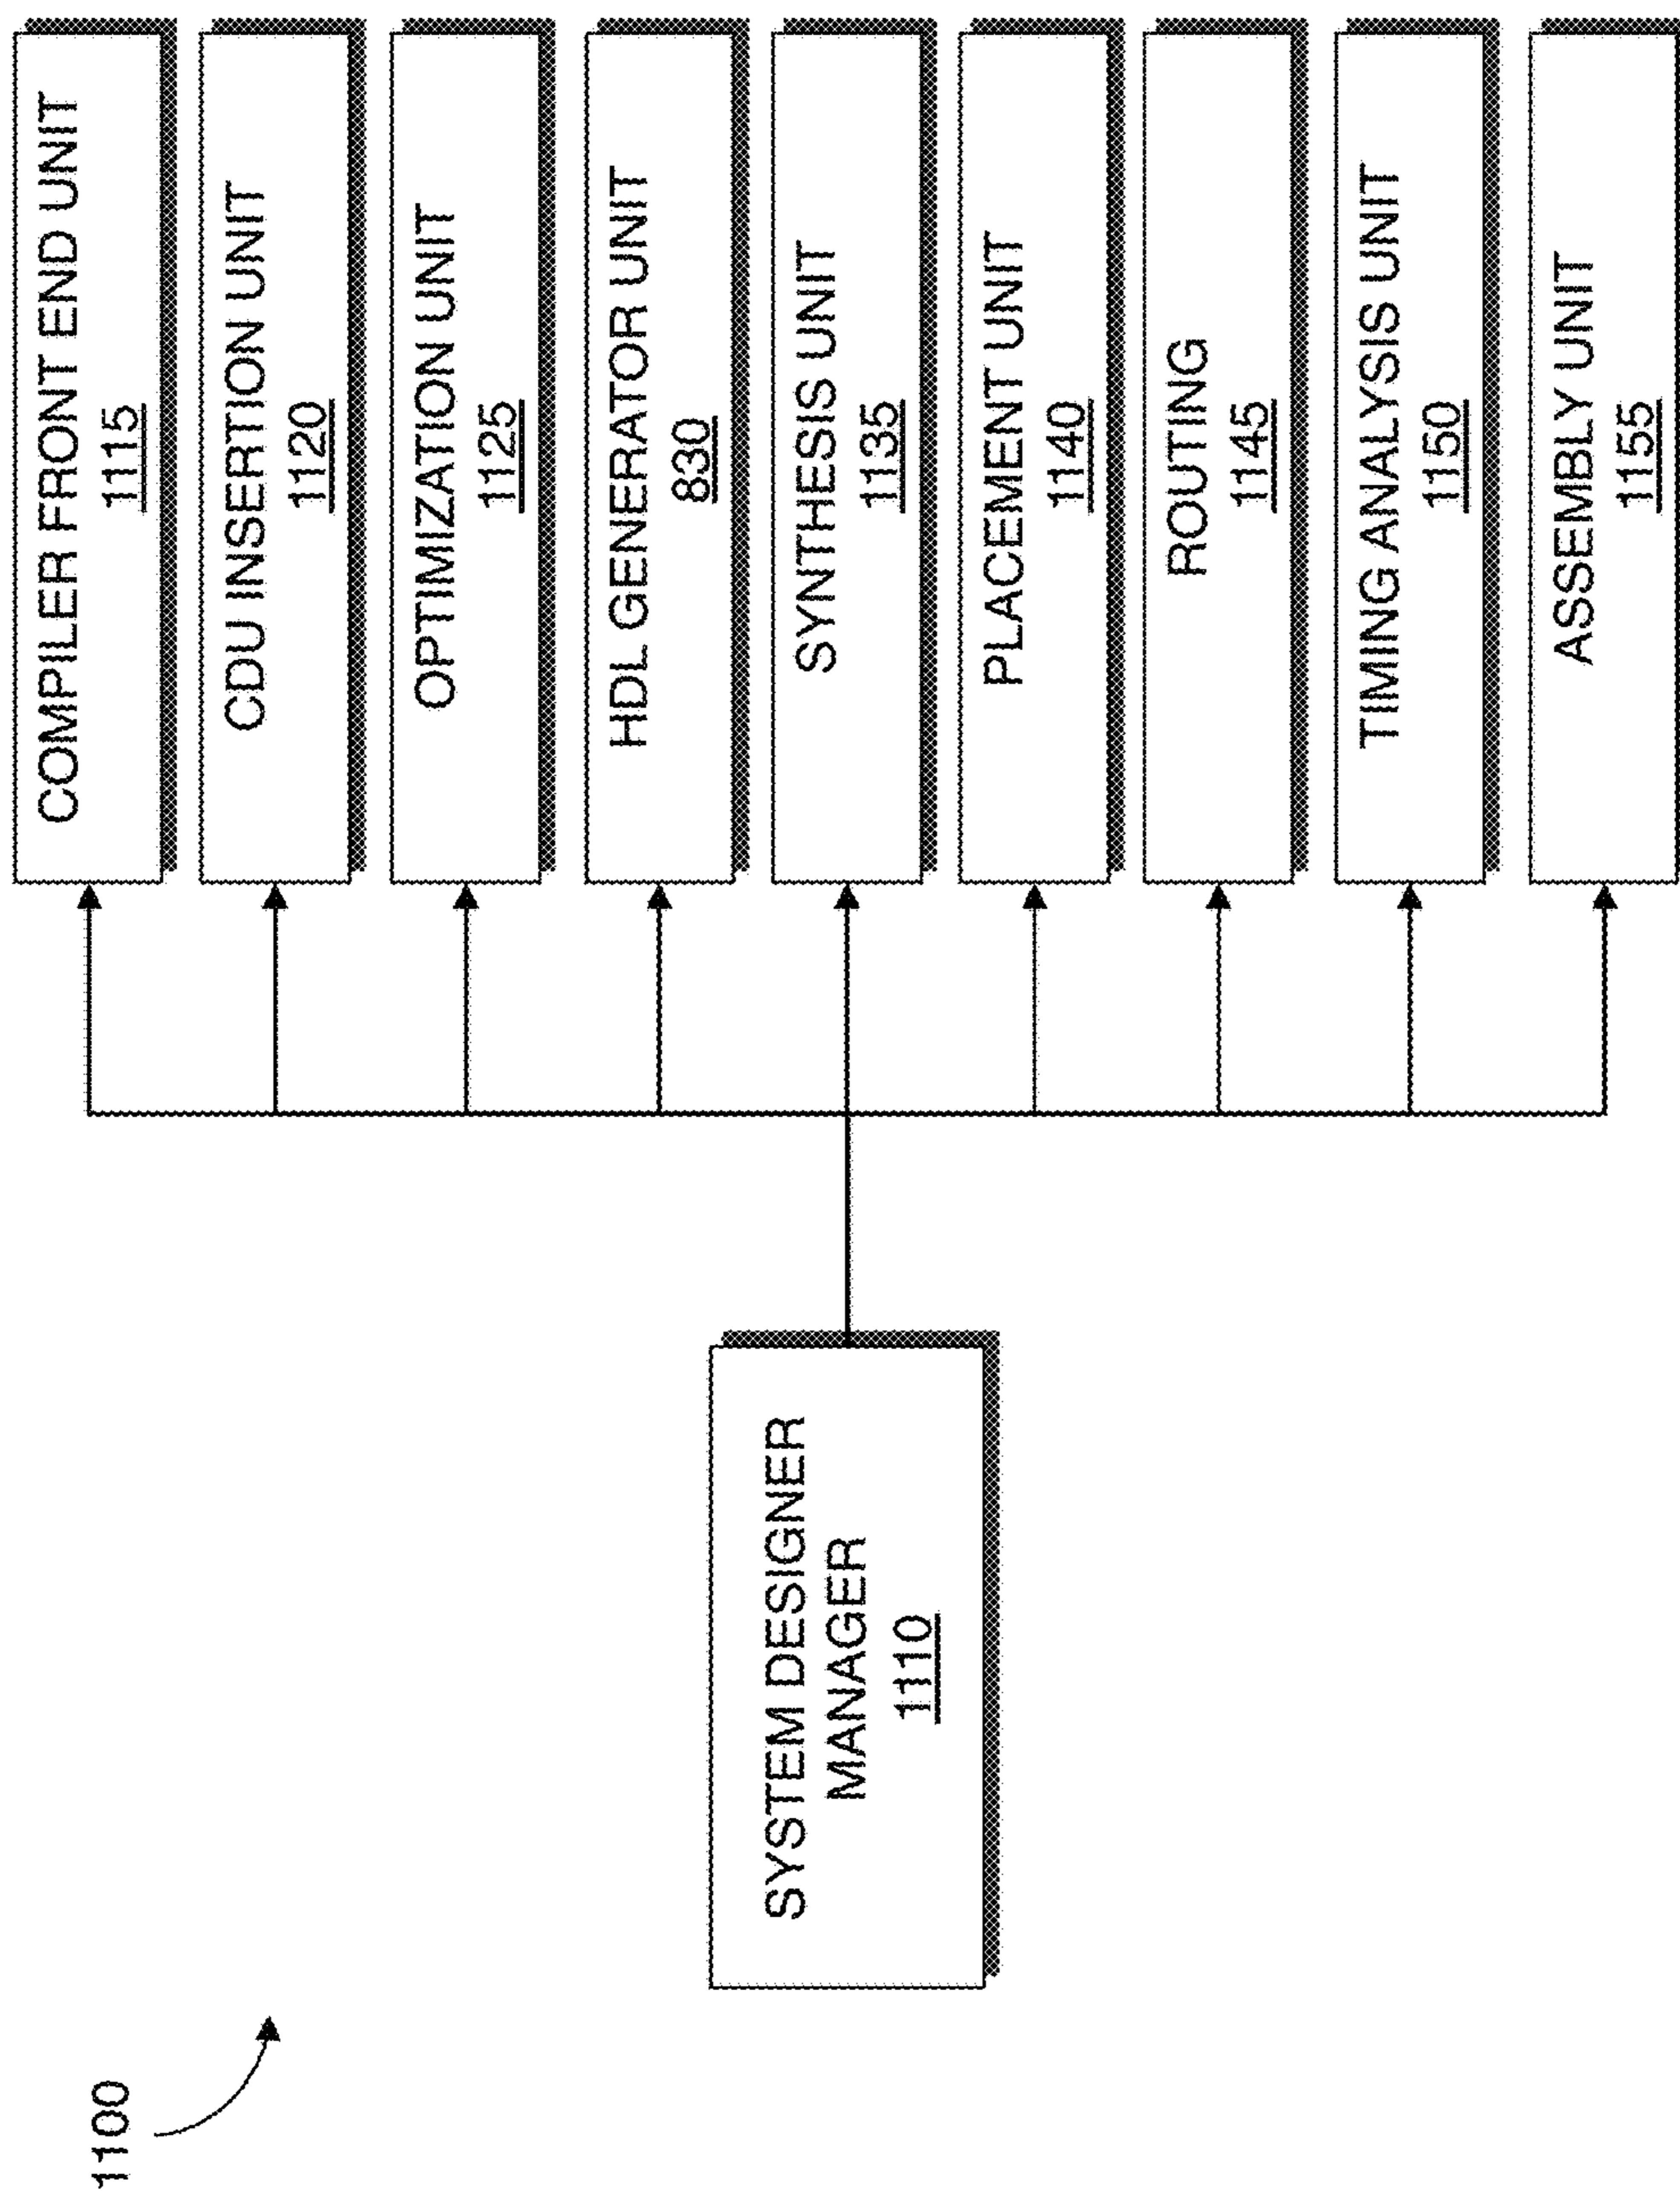 1100
SYSTEM DESIGNER
MANAGER
1110
COMPILER FRONT END UNIT
1115
CDU INSERTION UNIT
1120
OPTIMIZATION UNIT
1125
HDL GENERATOR UNIT
830
SYNTHESIS UNIT
1135
PLACEMENT UNIT
1140
ROUTING
1145
TIMING ANALYSIS UNIT
1150
ASSEMBLY UNIT
1155